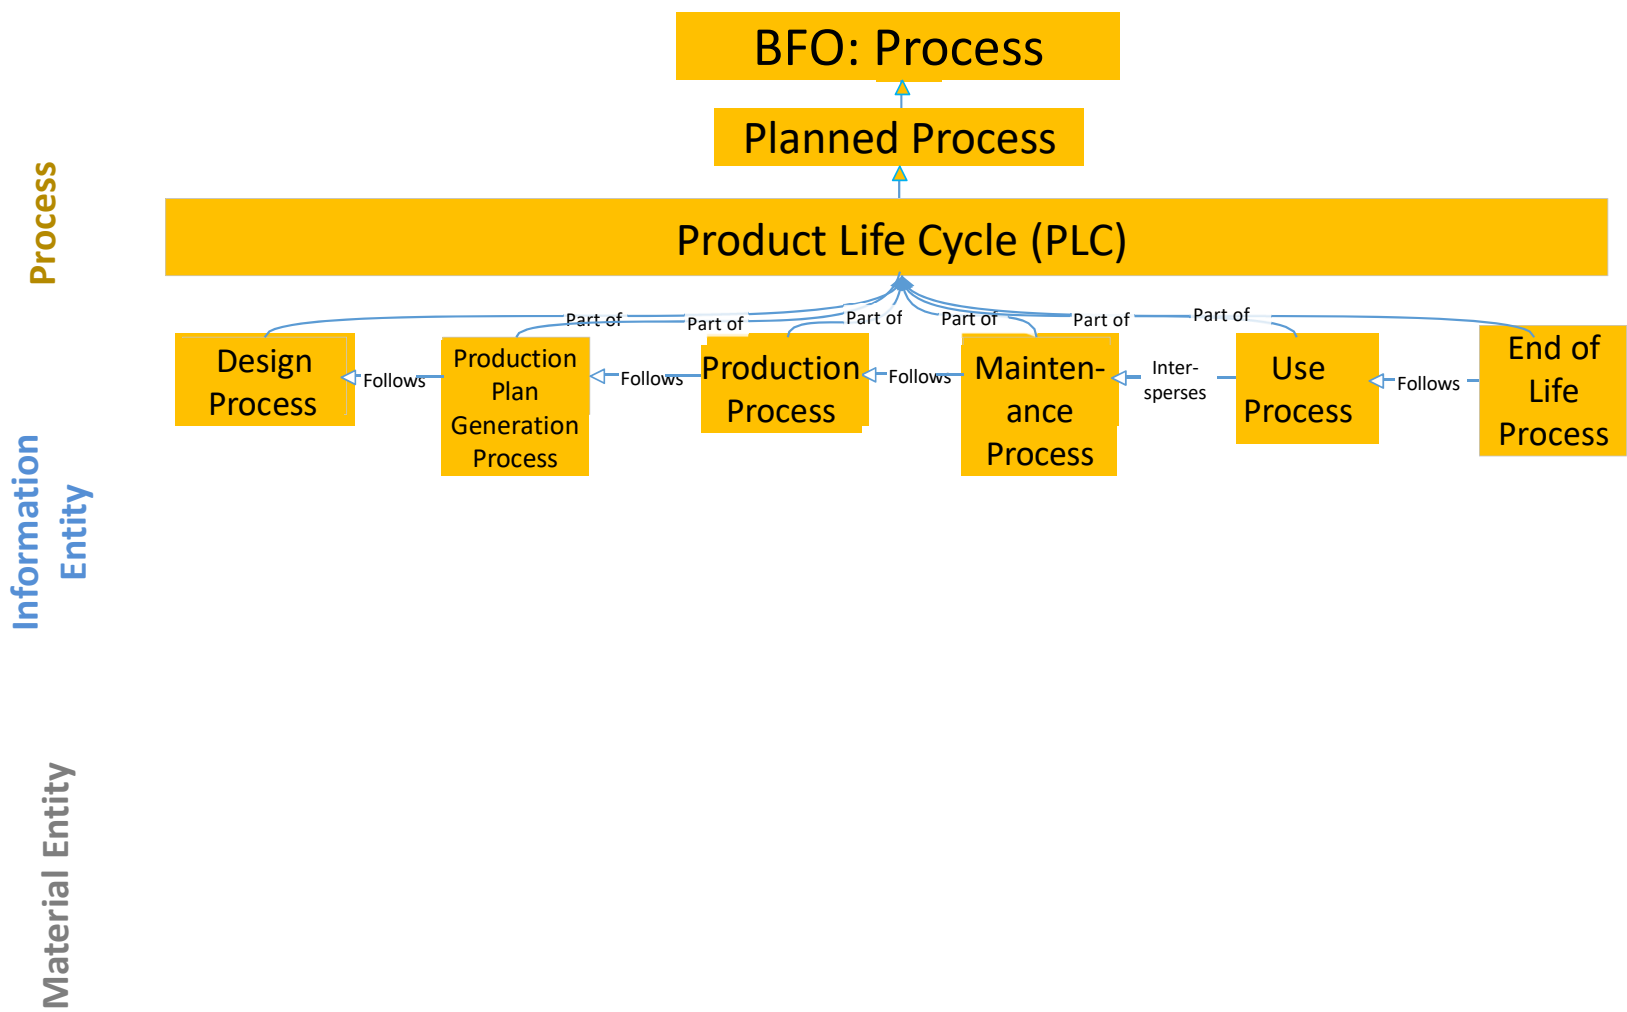 BFO: Process
Planned Process
Process
Product Life Cycle (PLC)
Part of
Part of
Part of
Part of
Part of
Part of
Design
Process
Follows
Production
Plan
Generation
Process
Follows
Production
Process
Follows
Mainten-
ance
Process
Inter-
sperses
Use
Process
Follows
End of
Life
Process
Information
Entity
Material Entity